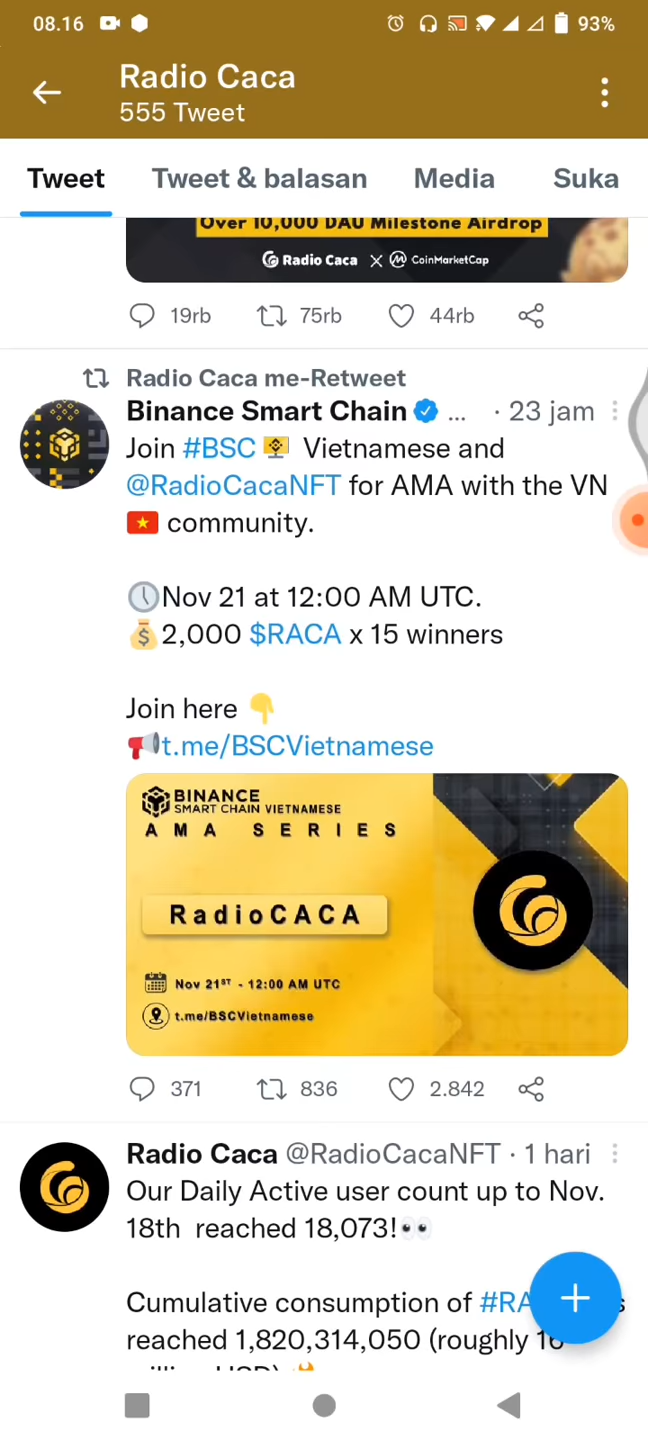 08.16 93%
Radio Caca
555 Tweet
Tweet Tweet & balasan Media Suka
Over 10,000 DAU Milestone Airdrop
Radio Caca X CoinMarketCap
19rb 75rb 44rb
Radio Caca me-Retweet
Binance Smart Chain ... · 23 jam
Join #BSC Vietnamese and
@RadioCacaNFT for AMA with the VN
🇻🇳 community.
🕛Nov 21 at 12:00 AM UTC.
💰2,000 $RACA x 15 winners
Join here 👇
📢t.me/BSCVietnamese
BINANCE
SMART CHAIN VIETNAMESE
AMA SERIES
RadioCACA
Nov 21ST - 12:00 AM UTC
t.me/BSCVietnamese
371 836 2.842
Radio Caca @RadioCacaNFT · 1 hari
Our Daily Active user count up to Nov.
18th reached 18,073!👀
Cumulative consumption of #RA
reached 1,820,314,050 (roughly 16